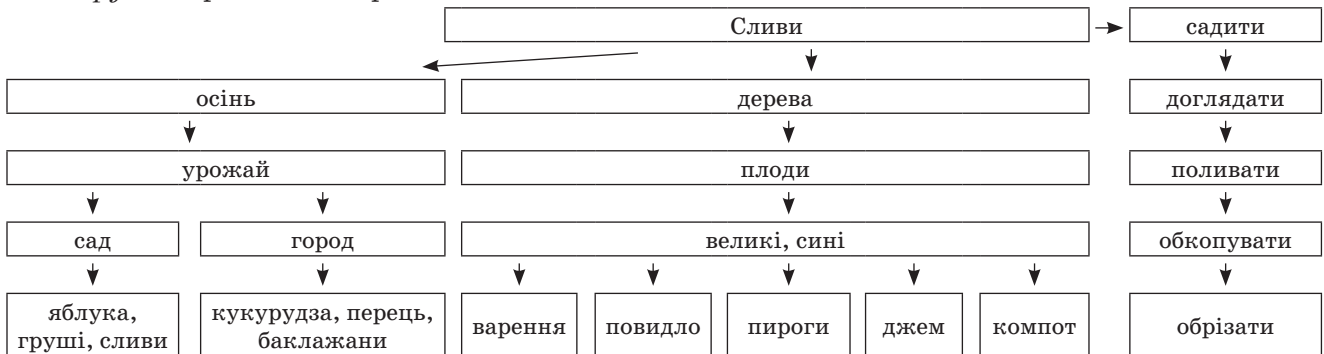 Сливи
садити
осінь
дерева
доглядати
урожай
плоди
поливати
сад
город
великі, сині
обкопувати
яблука,
груші, сливи
кукурудза, перець,
баклажани
варення
повидло
пироги
джем
компот
обрізати